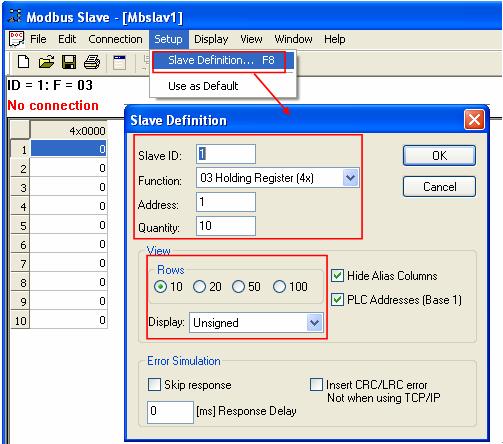 Modbus Slave - [Mbslav1]
File Edit Connection Setup Display View Window Help
Slave Definition... F8
Use as Default
ID = 1: F = 03
No connection
4x0000
1 0
2 0
3 0
4 0
5 0
6 0
7 0
8 0
9 0
10 0
Slave Definition
Slave ID: 1
OK
Function: 03 Holding Register (4x)
Cancel
Address: 1
Quantity: 10
View
Rows
10 20 50 100
Hide Alias Columns
PLC Addresses (Base 1)
Display: Unsigned
Error Simulation
Skip response
Insert CRC/LRC error
Not when using TCP/IP
0 [ms] Response Delay